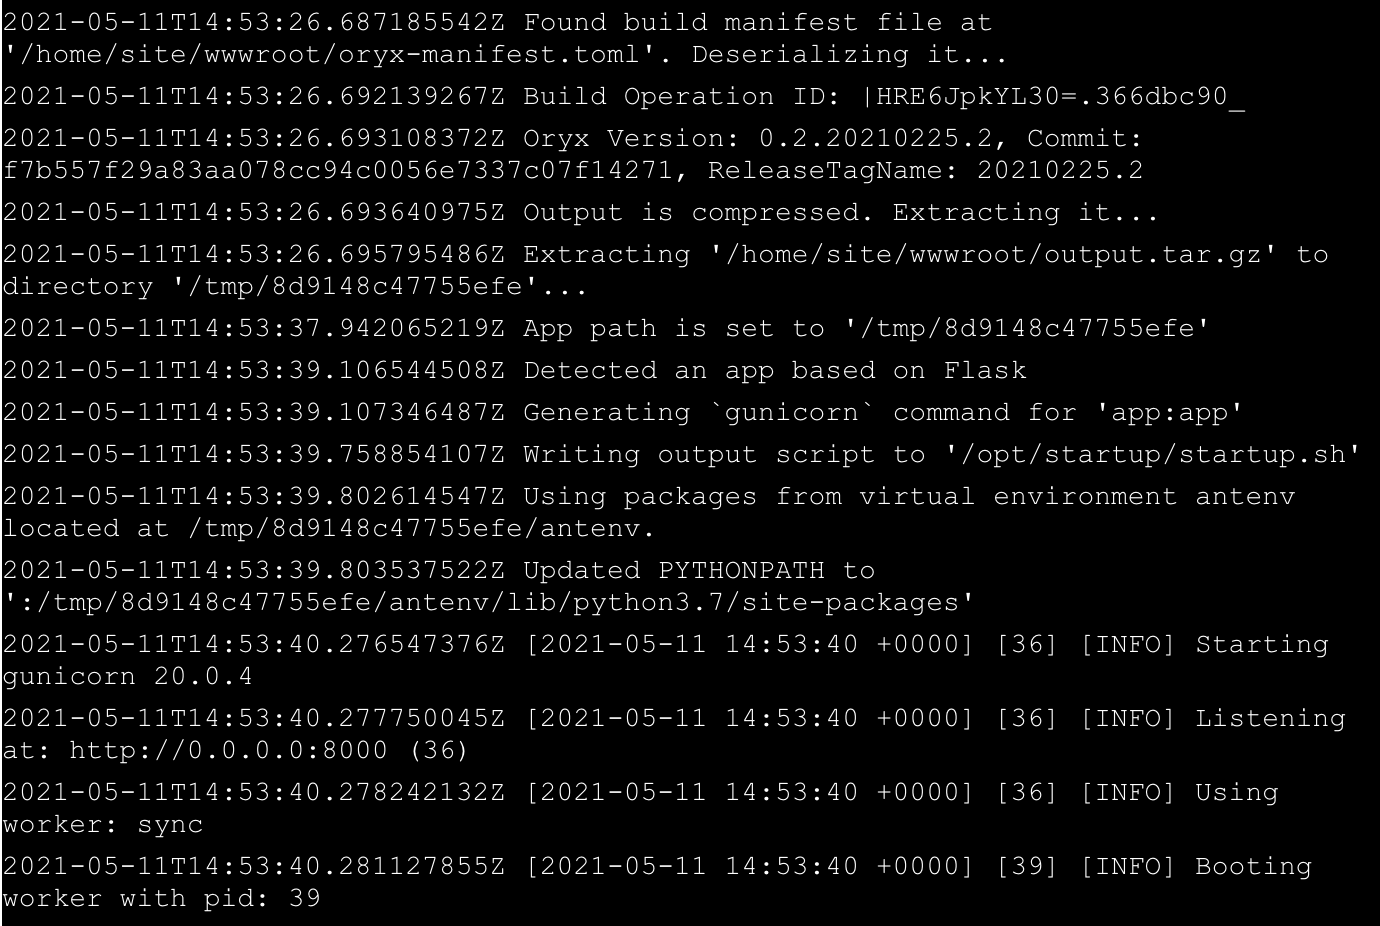 2021-05-11T14:53:26.687185542Z Found build manifest file at
'/home/site/wwwroot/oryx-manifest.toml'. Deserializing it...
2021-05-11T14:53:26.692139267Z Build Operation ID: |HRE6JpkYL30=.366dbc90_
2021-05-11T14:53:26.693108372Z Oryx Version: 0.2.20210225.2, Commit:
f7b557f29a83aa078cc94c0056e7337c07f14271, ReleaseTagName: 20210225.2
2021-05-11T14:53:26.693640975Z Output is compressed. Extracting it...
2021-05-11T14:53:26.695795486Z Extracting '/home/site/wwwroot/output.tar.gz' to
directory '/tmp/8d9148c47755efe'...
2021-05-11T14:53:37.942065219Z App path is set to '/tmp/8d9148c47755efe'
2021-05-11T14:53:39.106544508Z Detected an app based on Flask
2021-05-11T14:53:39.107346487Z Generating `gunicorn` command for 'app:app'
2021-05-11T14:53:39.758854107Z Writing output script to '/opt/startup/startup.sh'
2021-05-11T14:53:39.802614547Z Using packages from virtual environment antenv
located at /tmp/8d9148c47755efe/antenv.
2021-05-11T14:53:39.803537522Z Updated PYTHONPATH to
':/tmp/8d9148c47755efe/antenv/lib/python3.7/site-packages'
2021-05-11T14:53:40.276547376Z [2021-05-11 14:53:40 +0000] [36] [INFO] Starting
gunicorn 20.0.4
2021-05-11T14:53:40.277750045Z [2021-05-11 14:53:40 +0000] [36] [INFO] Listening
at: http://0.0.0.0:8000 (36)
2021-05-11T14:53:40.278242132Z [2021-05-11 14:53:40 +0000] [36] [INFO] Using
worker: sync
2021-05-11T14:53:40.281127855Z [2021-05-11 14:53:40 +0000] [39] [INFO] Booting
worker with pid: 39